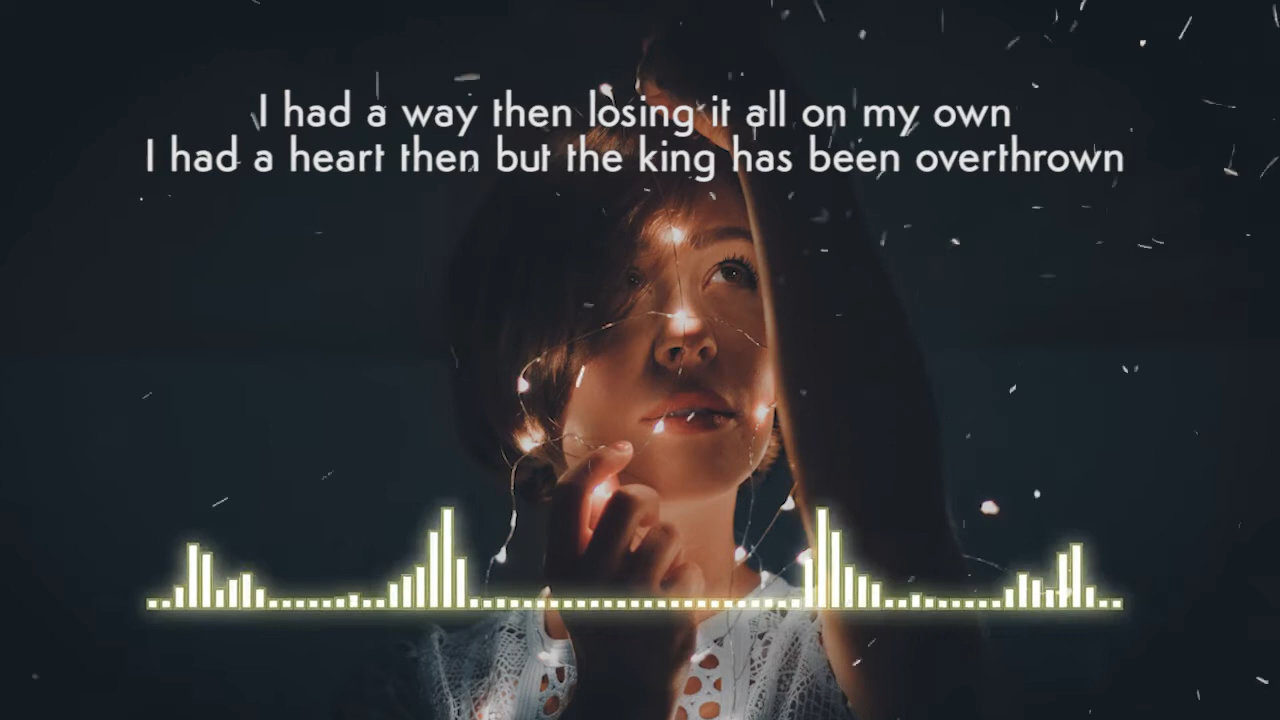 I had a way then losing it all on my own
I had a heart then but the king has been overthrown